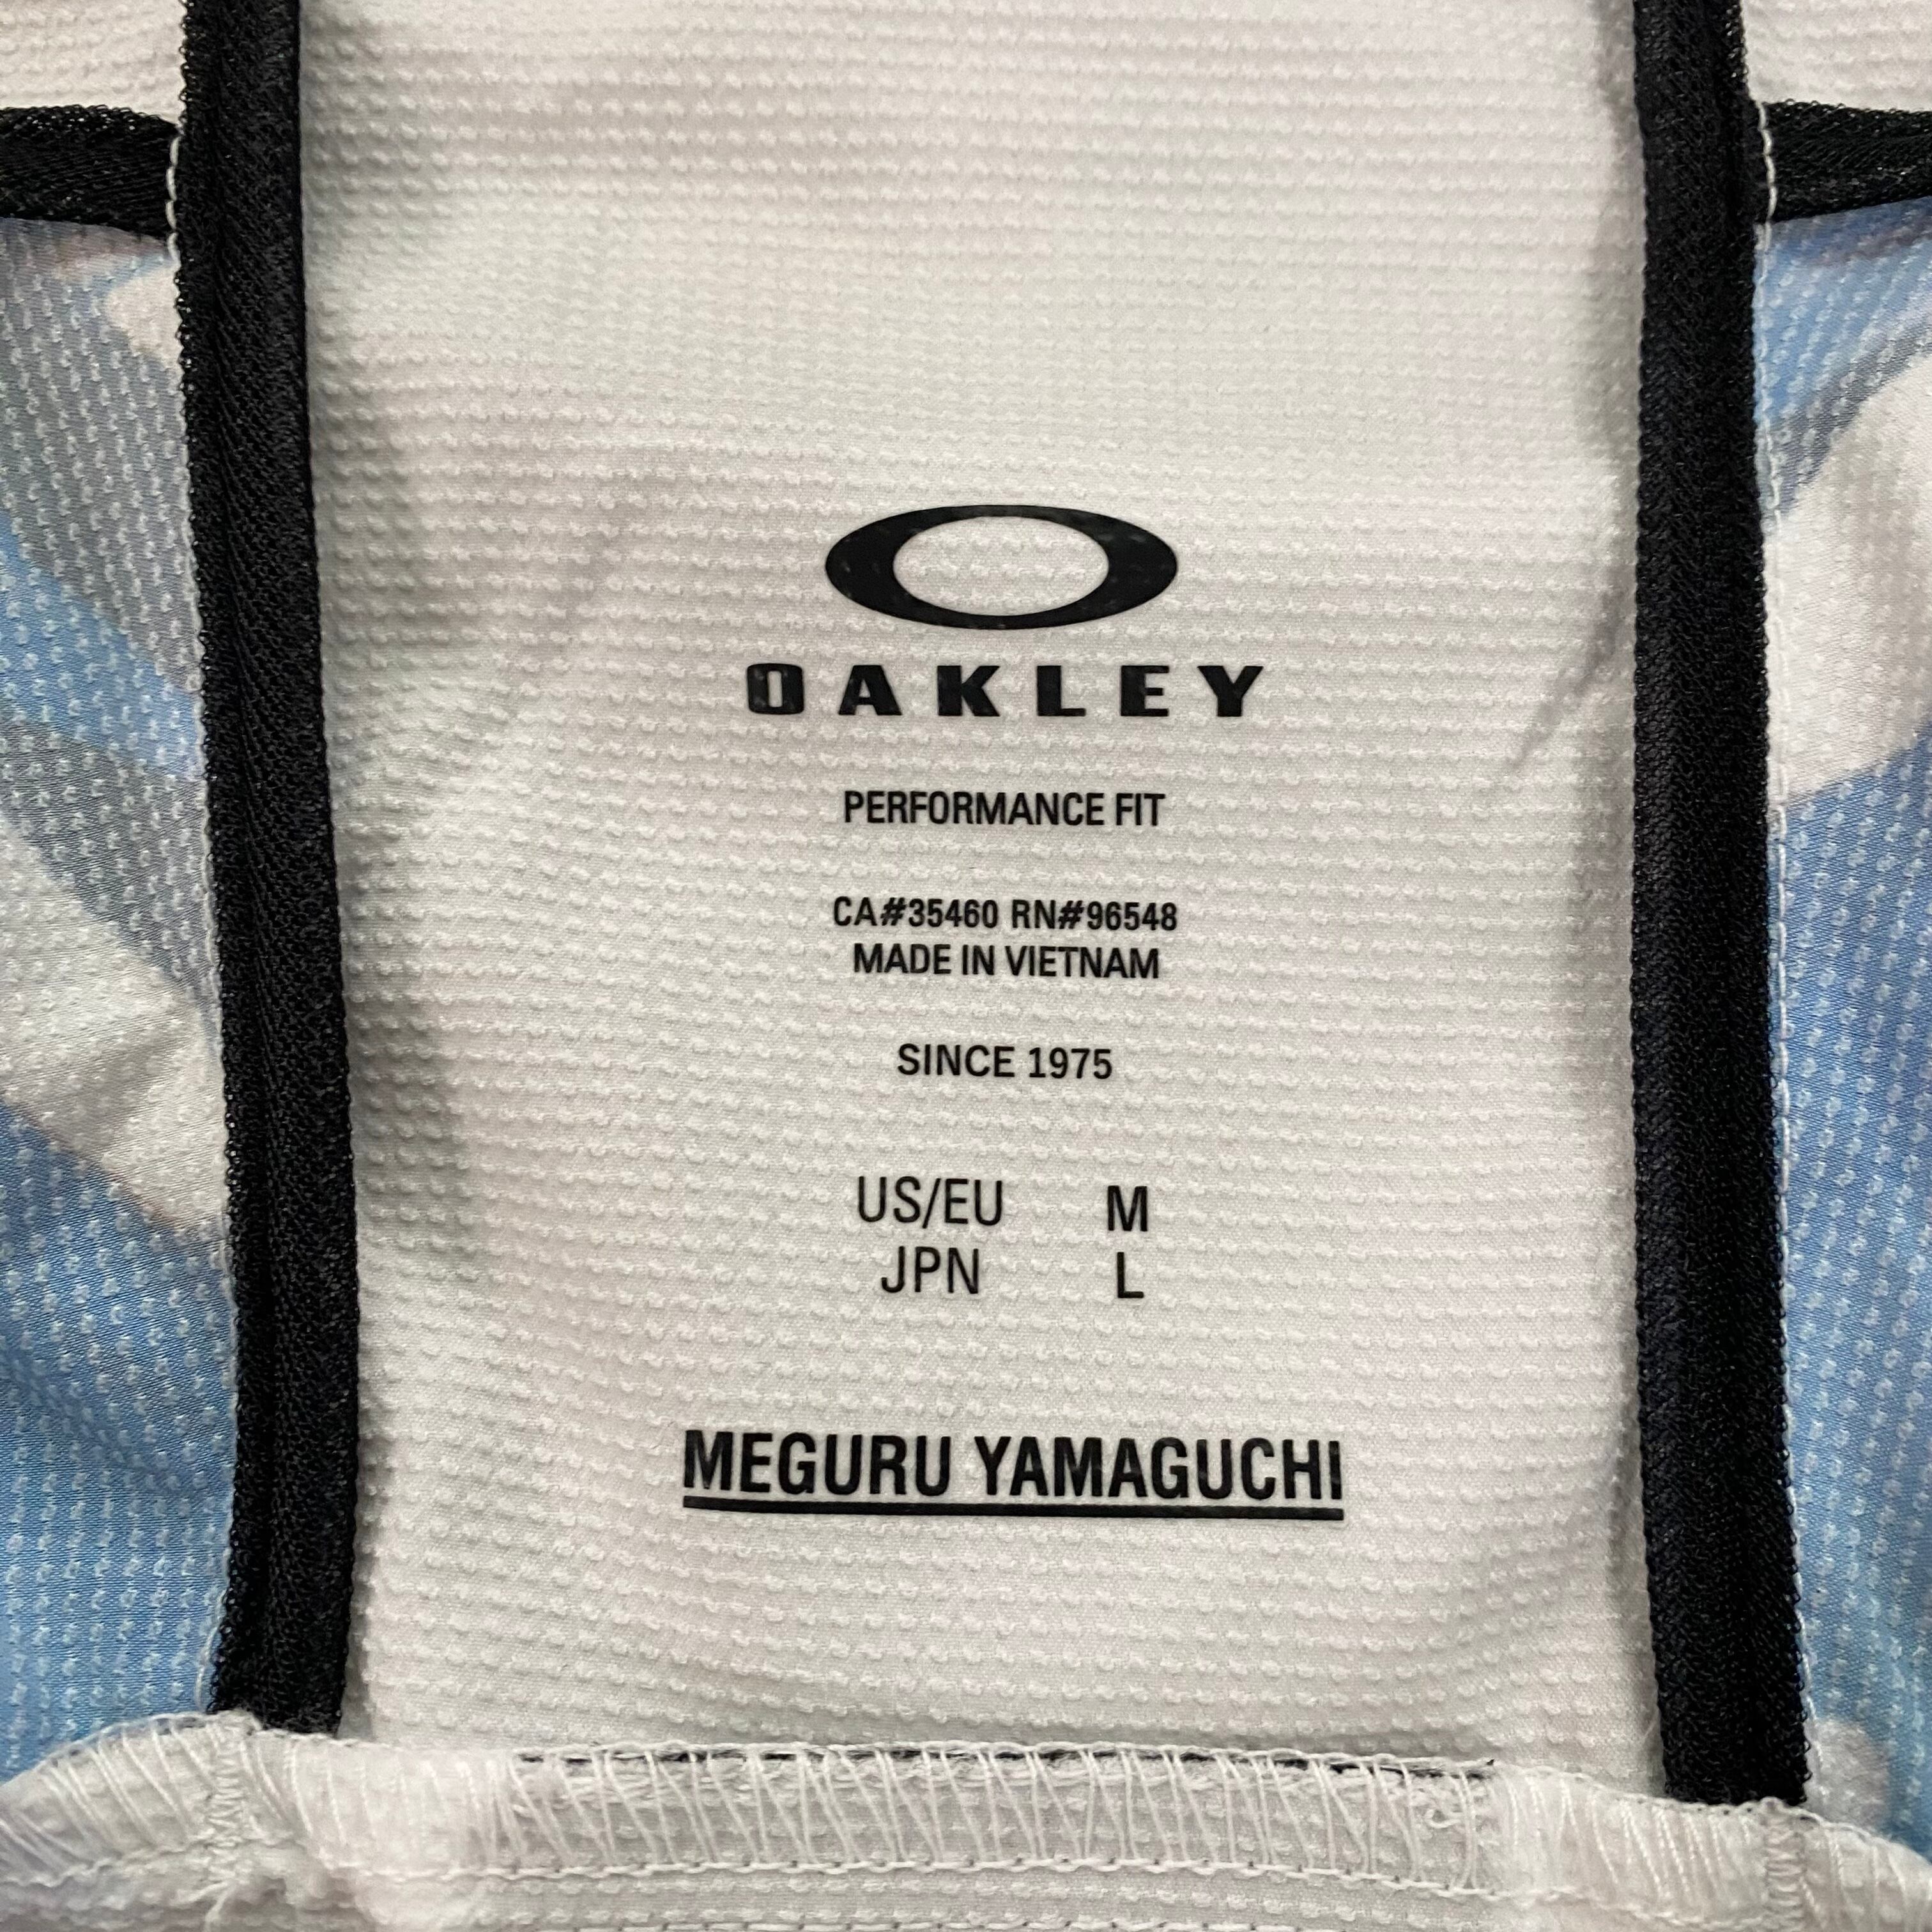 OAKLEY
PERFORMANCE FIT
CA#35460 RN#96548
MADE IN VIETNAM
SINCE 1975
US/EU M
JPN L
MEGURU YAMAGUCHI